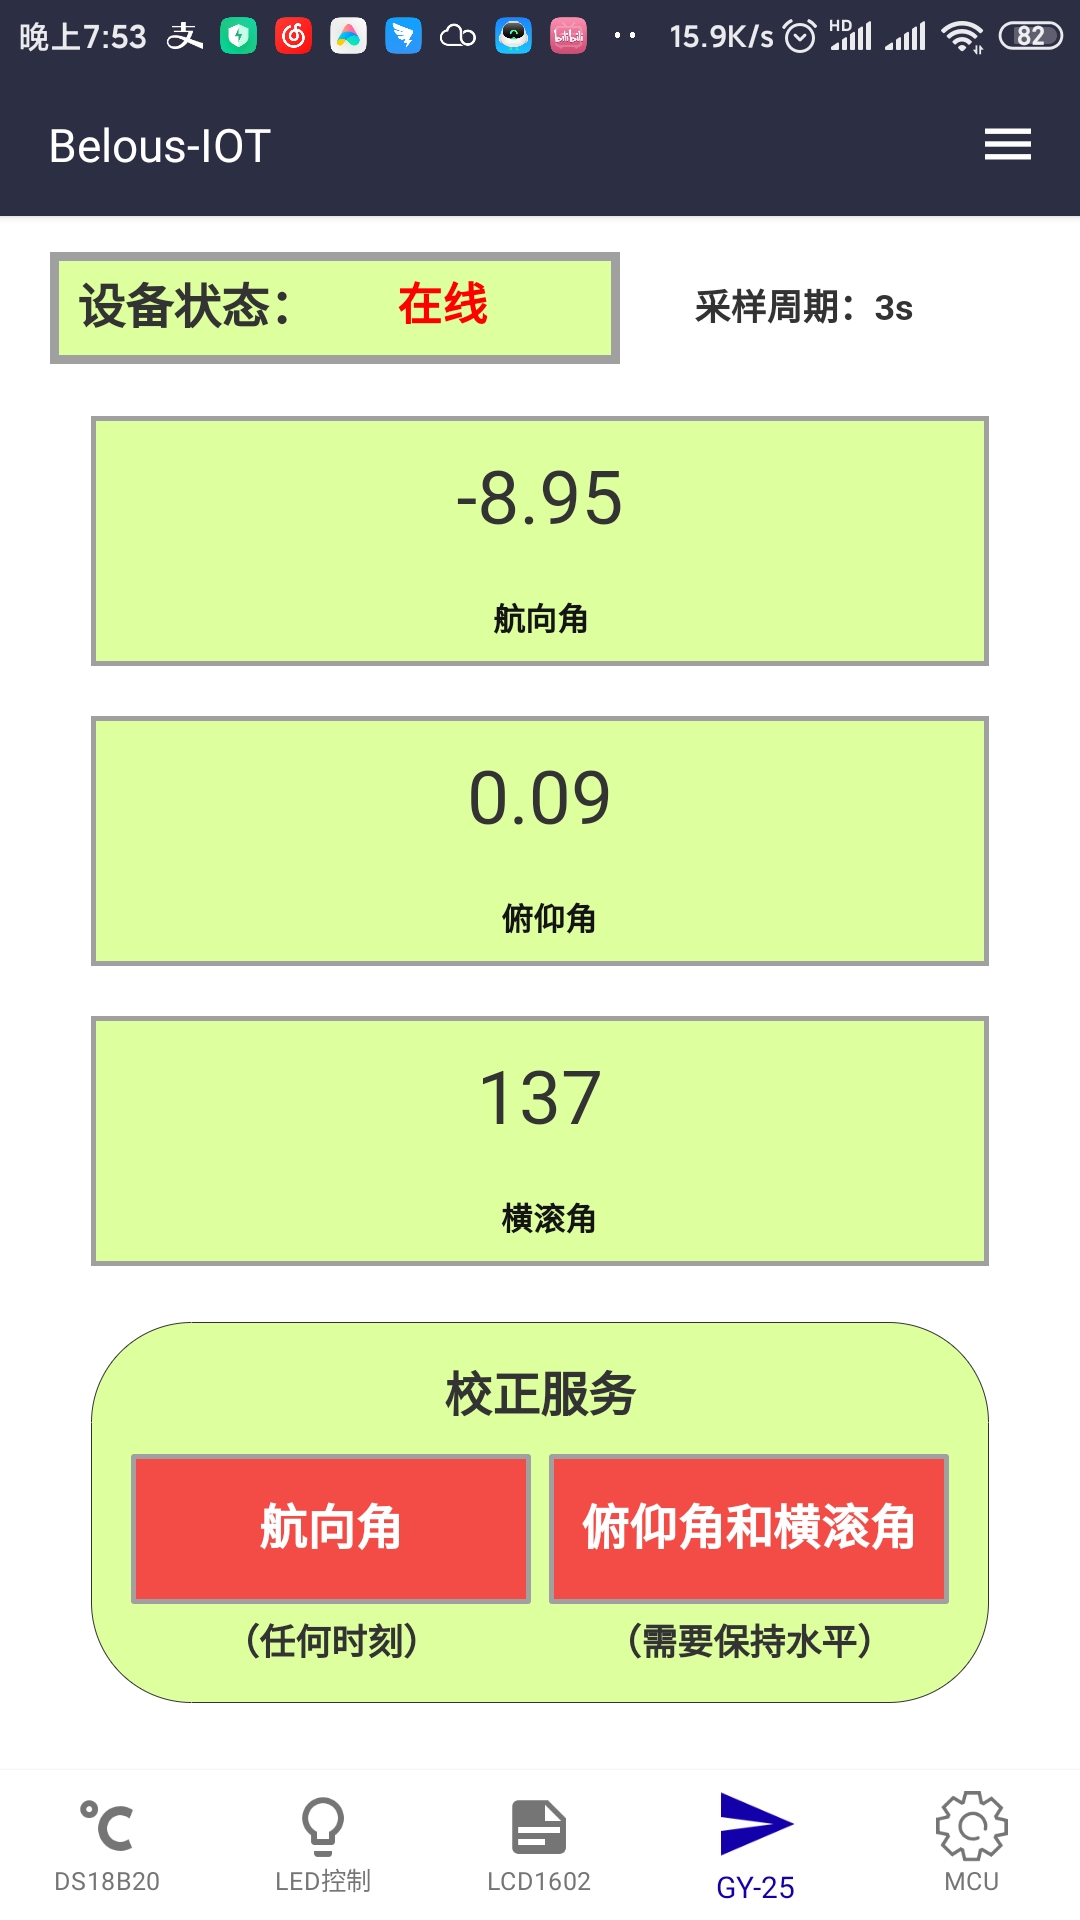 晚上7:53 支 bilibili 15.9K/s HD 82
Belous-IOT
设备状态： 在线 采样周期：3s
-8.95
航向角
0.09
俯仰角
137
横滚角
校正服务
航向角 俯仰角和横滚角
（任何时刻） （需要保持水平）
℃
DS18B20 LED控制 LCD1602 GY-25 MCU